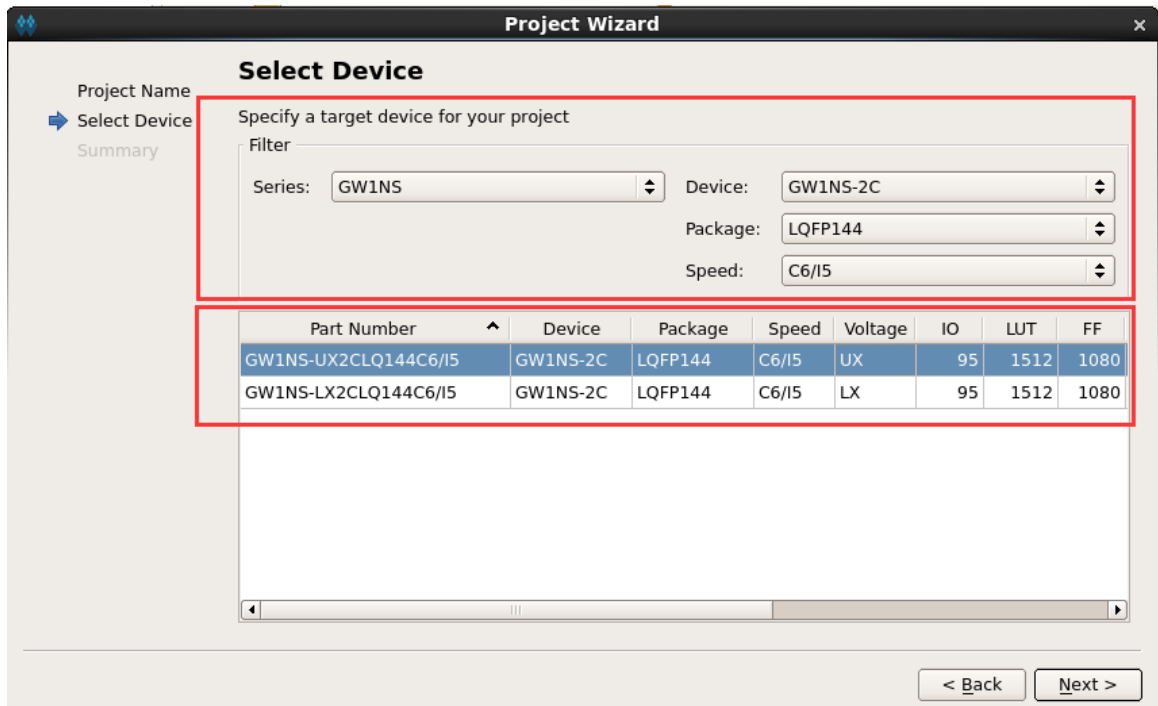 Project Wizard
Select Device
Project Name
Select Device
Summary
Specify a target device for your project
Filter
Series: GW1NS Device: GW1NS-2C
Package: LQFP144
Speed: C6/I5
Part Number Device Package Speed Voltage IO LUT FF
GW1NS-UX2CLQ144C6/I5 GW1NS-2C LQFP144 C6/I5 UX 95 1512 1080
GW1NS-LX2CLQ144C6/I5 GW1NS-2C LQFP144 C6/I5 LX 95 1512 1080
< Back Next >